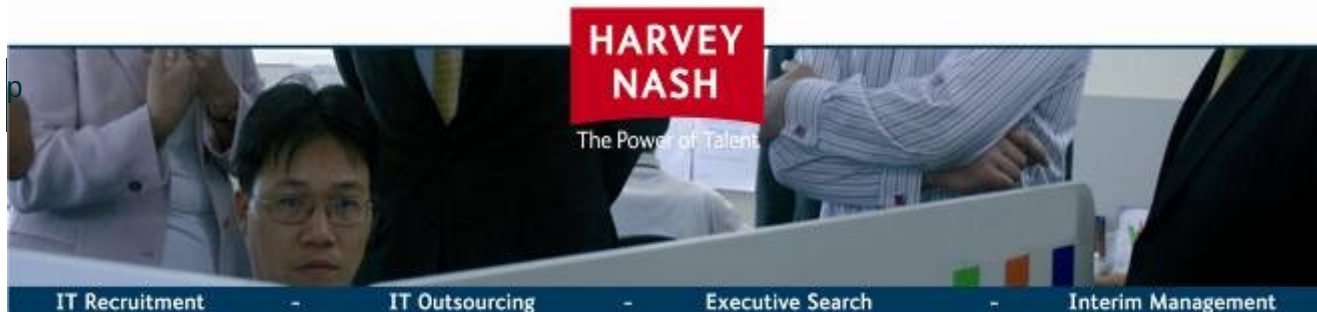 HARVEY
NASH
The Power of Talent
p
IT Recruitment - IT Outsourcing - Executive Search - Interim Management